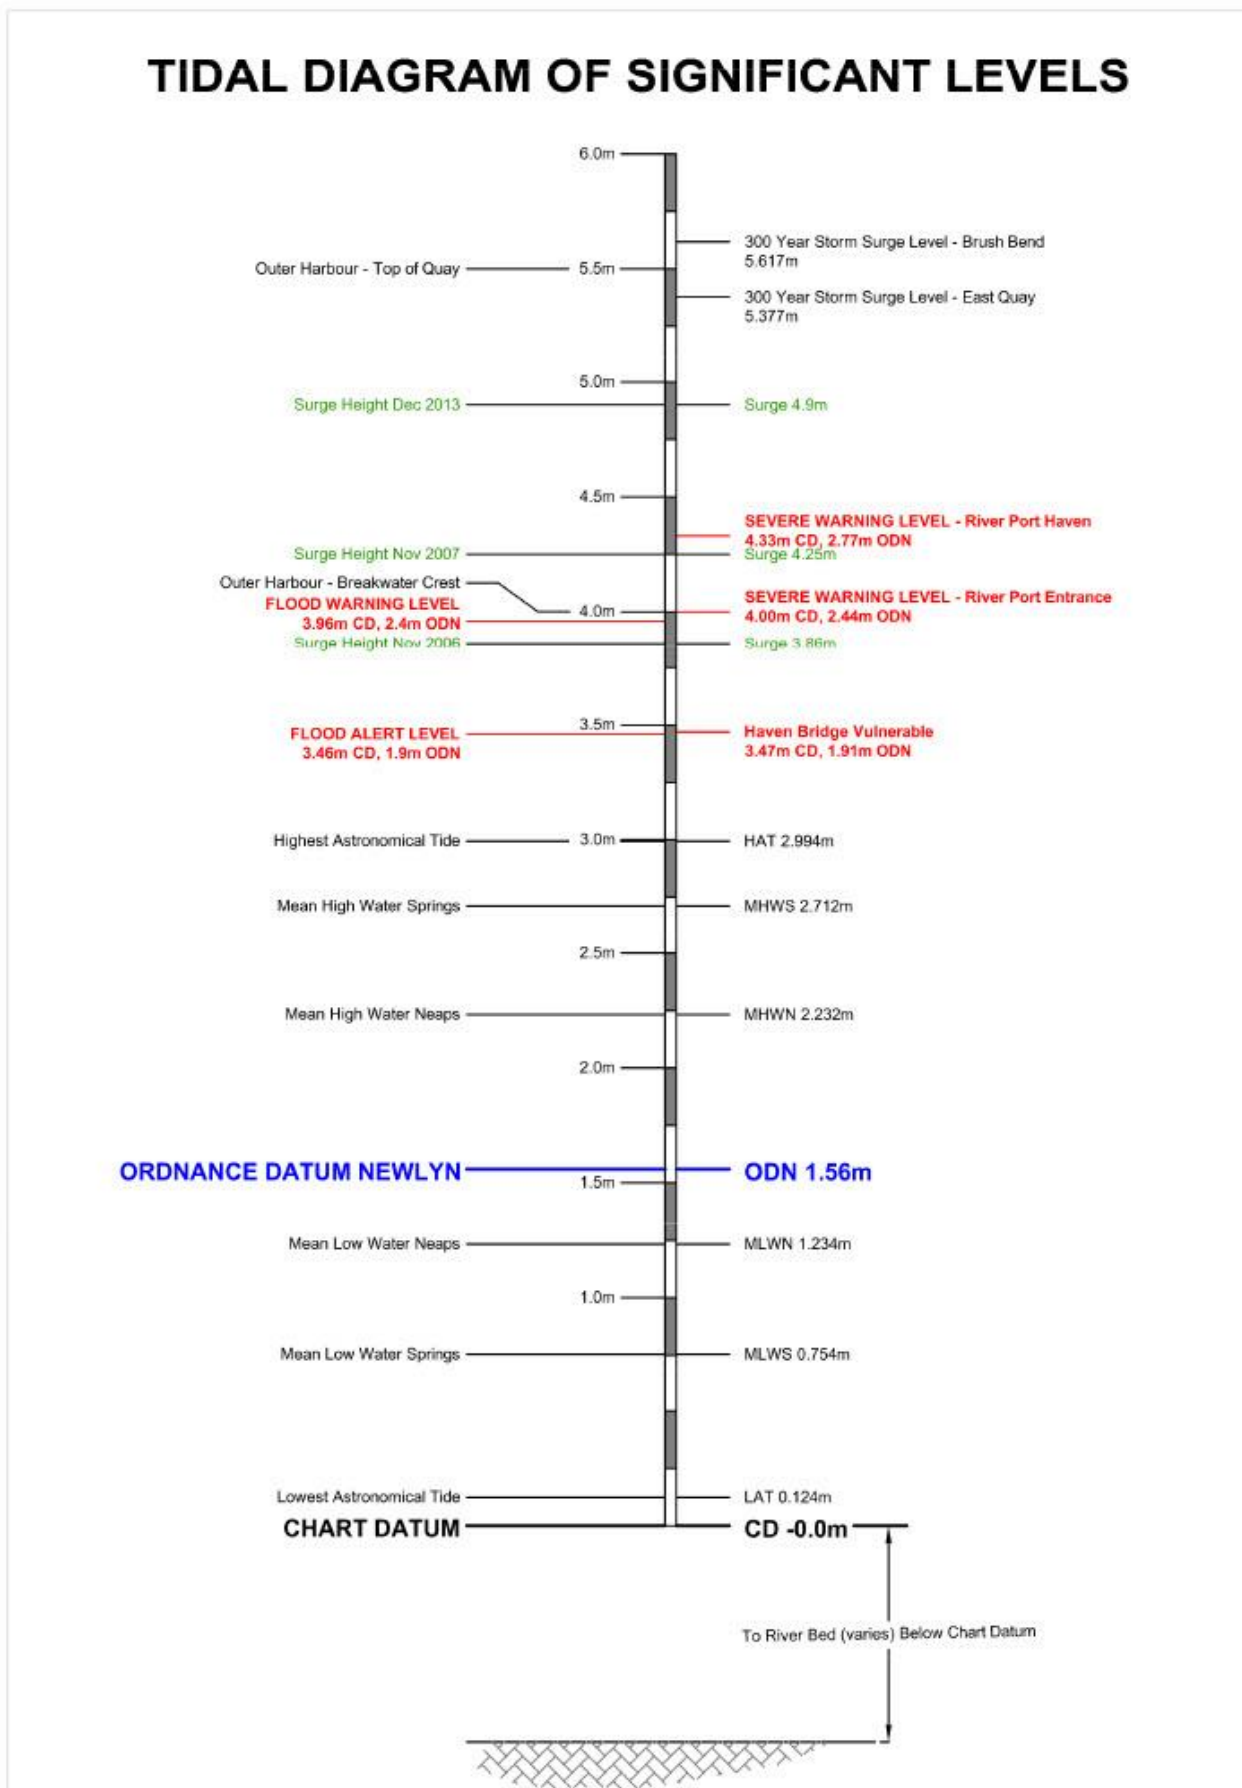 TIDAL DIAGRAM OF SIGNIFICANT LEVELS
6.0m
300 Year Storm Surge Level - Brush Bend
5.617m
Outer Harbour - Top of Quay
5.5m
300 Year Storm Surge Level - East Quay
5.377m
5.0m
Surge Height Dec 2013
Surge 4.9m
4.5m
SEVERE WARNING LEVEL - River Port Haven
4.33m CD, 2.77m ODN
Surge Height Nov 2007
Surge 4.25m
Outer Harbour - Breakwater Crest
SEVERE WARNING LEVEL - River Port Entrance
4.00m CD, 2.44m ODN
4.0m
FLOOD WARNING LEVEL
3.96m CD, 2.4m ODN
Surge Height Nov 2006
Surge 3.86m
3.5m
FLOOD ALERT LEVEL
3.46m CD, 1.9m ODN
Haven Bridge Vulnerable
3.47m CD, 1.91m ODN
Highest Astronomical Tide
3.0m
HAT 2.994m
Mean High Water Springs
MHWS 2.712m
2.5m
Mean High Water Neaps
MHWN 2.232m
2.0m
ORDNANCE DATUM NEWLYN
ODN 1.56m
1.5m
Mean Low Water Neaps
MLWN 1.234m
1.0m
Mean Low Water Springs
MLWS 0.754m
Lowest Astronomical Tide
LAT 0.124m
CHART DATUM
CD -0.0m
To River Bed (varies) Below Chart Datum